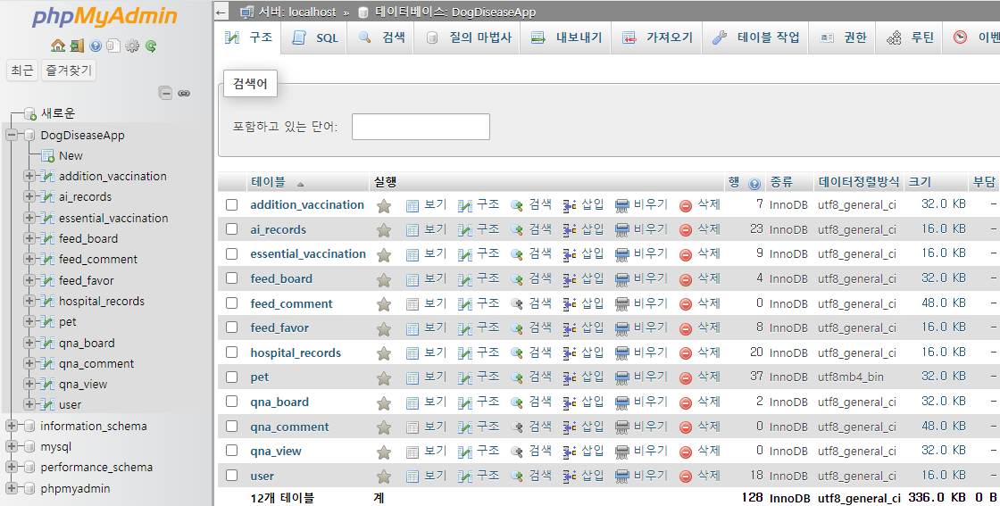 phpMyAdmin
최근 즐겨찾기
새로운
DogDiseaseApp
New
addition_vaccination
ai_records
essential_vaccination
feed_board
feed_comment
feed_favor
hospital_records
pet
qna_board
qna_comment
qna_view
user
information_schema
mysql
performance_schema
phpmyadmin
← 서버: localhost » 데이터베이스: DogDiseaseApp
구조 SQL 검색 질의 마법사 내보내기 가져오기 테이블 작업 권한 루틴 이벤
검색어
포함하고 있는 단어:
테이블 실행 행 종류 데이터정렬방식 크기 부담
addition_vaccination 보기 구조 검색 삽입 비우기 삭제 7 InnoDB utf8_general_ci 32.0 KB -
ai_records 보기 구조 검색 삽입 비우기 삭제 23 InnoDB utf8_general_ci 16.0 KB -
essential_vaccination 보기 구조 검색 삽입 비우기 삭제 9 InnoDB utf8_general_ci 16.0 KB -
feed_board 보기 구조 검색 삽입 비우기 삭제 4 InnoDB utf8_general_ci 32.0 KB -
feed_comment 보기 구조 검색 삽입 비우기 삭제 0 InnoDB utf8_general_ci 48.0 KB -
feed_favor 보기 구조 검색 삽입 비우기 삭제 8 InnoDB utf8_general_ci 16.0 KB -
hospital_records 보기 구조 검색 삽입 비우기 삭제 20 InnoDB utf8_general_ci 16.0 KB -
pet 보기 구조 검색 삽입 비우기 삭제 37 InnoDB utf8mb4_bin 32.0 KB -
qna_board 보기 구조 검색 삽입 비우기 삭제 2 InnoDB utf8_general_ci 32.0 KB -
qna_comment 보기 구조 검색 삽입 비우기 삭제 0 InnoDB utf8_general_ci 48.0 KB -
qna_view 보기 구조 검색 삽입 비우기 삭제 0 InnoDB utf8_general_ci 32.0 KB -
user 보기 구조 검색 삽입 비우기 삭제 18 InnoDB utf8_general_ci 16.0 KB -
12개 테이블 계 128 InnoDB utf8_general_ci 336.0 KB 0 B